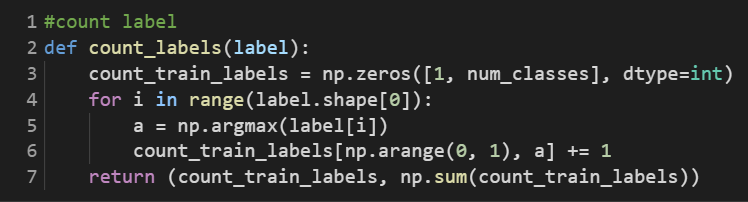 1 #count label
2 def count_labels(label):
3     count_train_labels = np.zeros([1, num_classes], dtype=int)
4     for i in range(label.shape[0]):
5         a = np.argmax(label[i])
6         count_train_labels[np.arange(0, 1), a] += 1
7     return (count_train_labels, np.sum(count_train_labels))